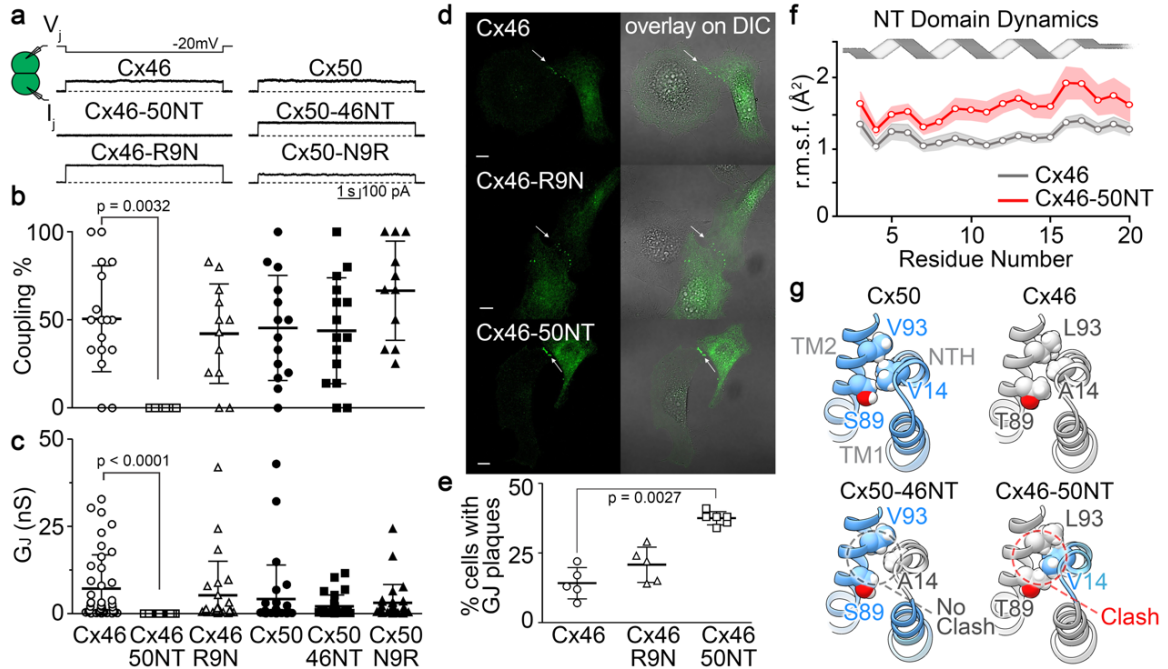 a
Vj
-20mV
Cx46
Cx50
Cx46-50NT
Cx50-46NT
Ij
Cx46-R9N
Cx50-N9R
1 s 100 pA
b
p = 0.0032
Coupling %
100
50
0
c
p < 0.0001
GJ (nS)
50
25
0
Cx46
Cx46
50NT
Cx46
R9N
Cx50
Cx50
46NT
Cx50
N9R
d
Cx46
overlay on DIC
Cx46-R9N
Cx46-50NT
e
p = 0.0027
% cells with
GJ plaques
50
25
0
Cx46
Cx46
R9N
Cx46
50NT
f
NT Domain Dynamics
r.m.s.f. (Å²)
2
1
0
Cx46
Cx46-50NT
5
10
15
20
Residue Number
g
Cx50
Cx46
V93
L93
TM2
NTH
V14
A14
S89
T89
TM1
Cx50-46NT
Cx46-50NT
V93
L93
A14
V14
S89
T89
No
Clash
Clash